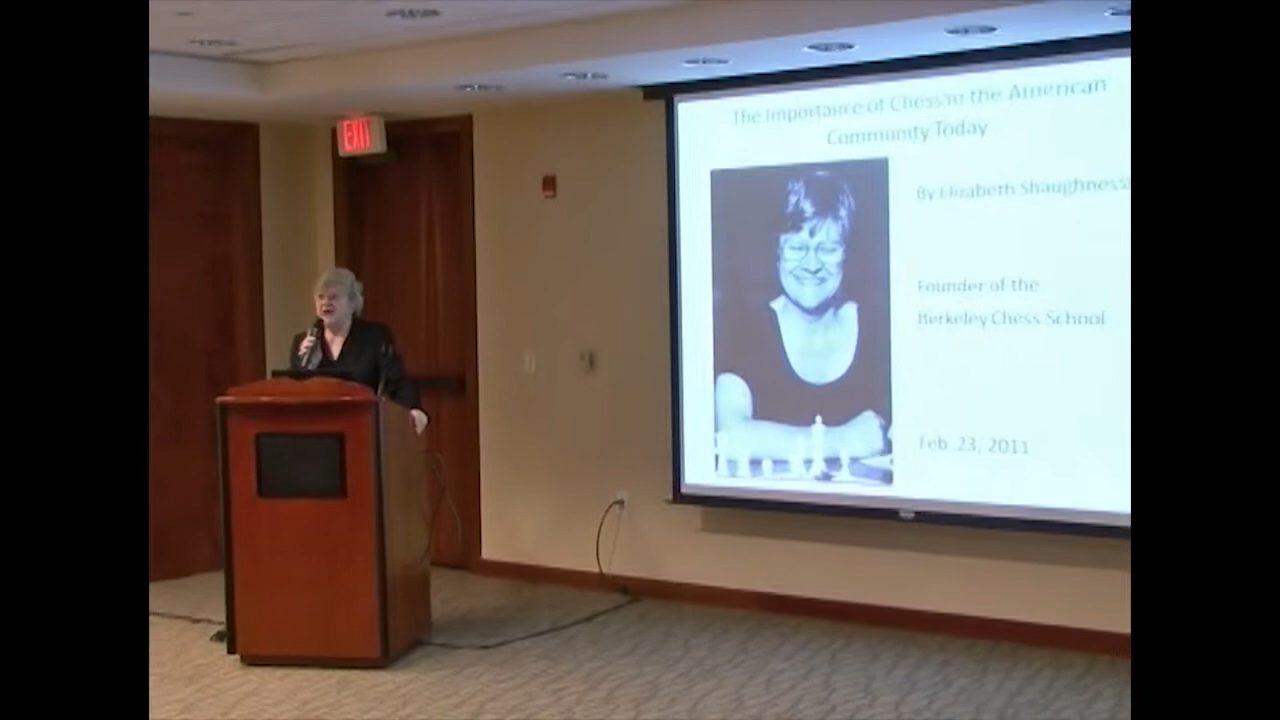 EXIT
The Importance of Chess in the American
Community Today
By Elizabeth Shaughness
Founder of the
Berkeley Chess School
Feb. 23, 2011